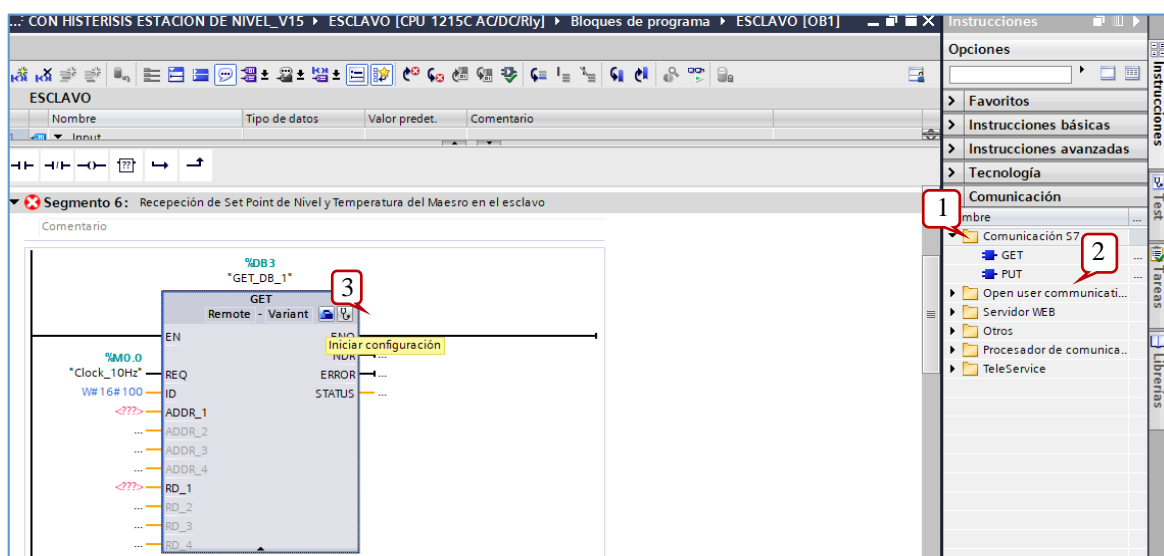 ...: CON HISTERISIS ESTACION DE NIVEL_V15 ▸ ESCLAVO [CPU 1215C AC/DC/Rly] ▸ Bloques de programa ▸ ESCLAVO [OB1]
Instrucciones
Opciones
ESCLAVO
Nombre Tipo de datos Valor predet. Comentario
1 Input
Favoritos
Instrucciones básicas
Instrucciones avanzadas
Tecnología
Comunicación
Segmento 6: Recepeción de Set Point de Nivel y Temperatura del Maesro en el esclavo
Comentario
%DB3
"GET_DB_1"
GET
Remote - Variant
EN ENO
Iniciar configuración
NDR ...
%M0.0
"Clock_10Hz" REQ ERROR ...
W#16#100 ID STATUS ...
<???> ADDR_1
... ADDR_2
... ADDR_3
... ADDR_4
<???> RD_1
... RD_2
... RD_3
... RD_4
1
2
3
mbre ...
Comunicación S7
GET ...
PUT ...
Open user communicati... ...
Servidor WEB ...
Otros ...
Procesador de comunica.. ...
TeleService ...
Instrucciones
Test
Tareas
Librerías